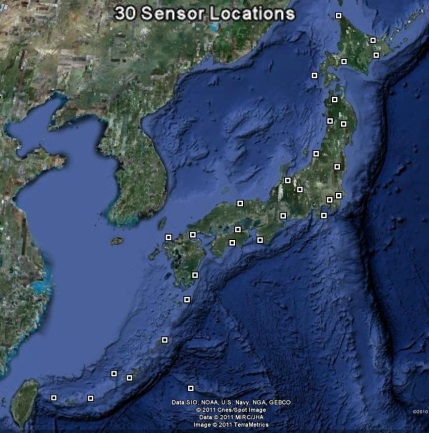 30 Sensor Locations
Data SIO, NOAA, U.S. Navy, NGA, GEBCO
© 2011 Cnes/Spot Image
Data © 2011 MIRC/JHA
Image © 2011 TerraMetrics
©2010